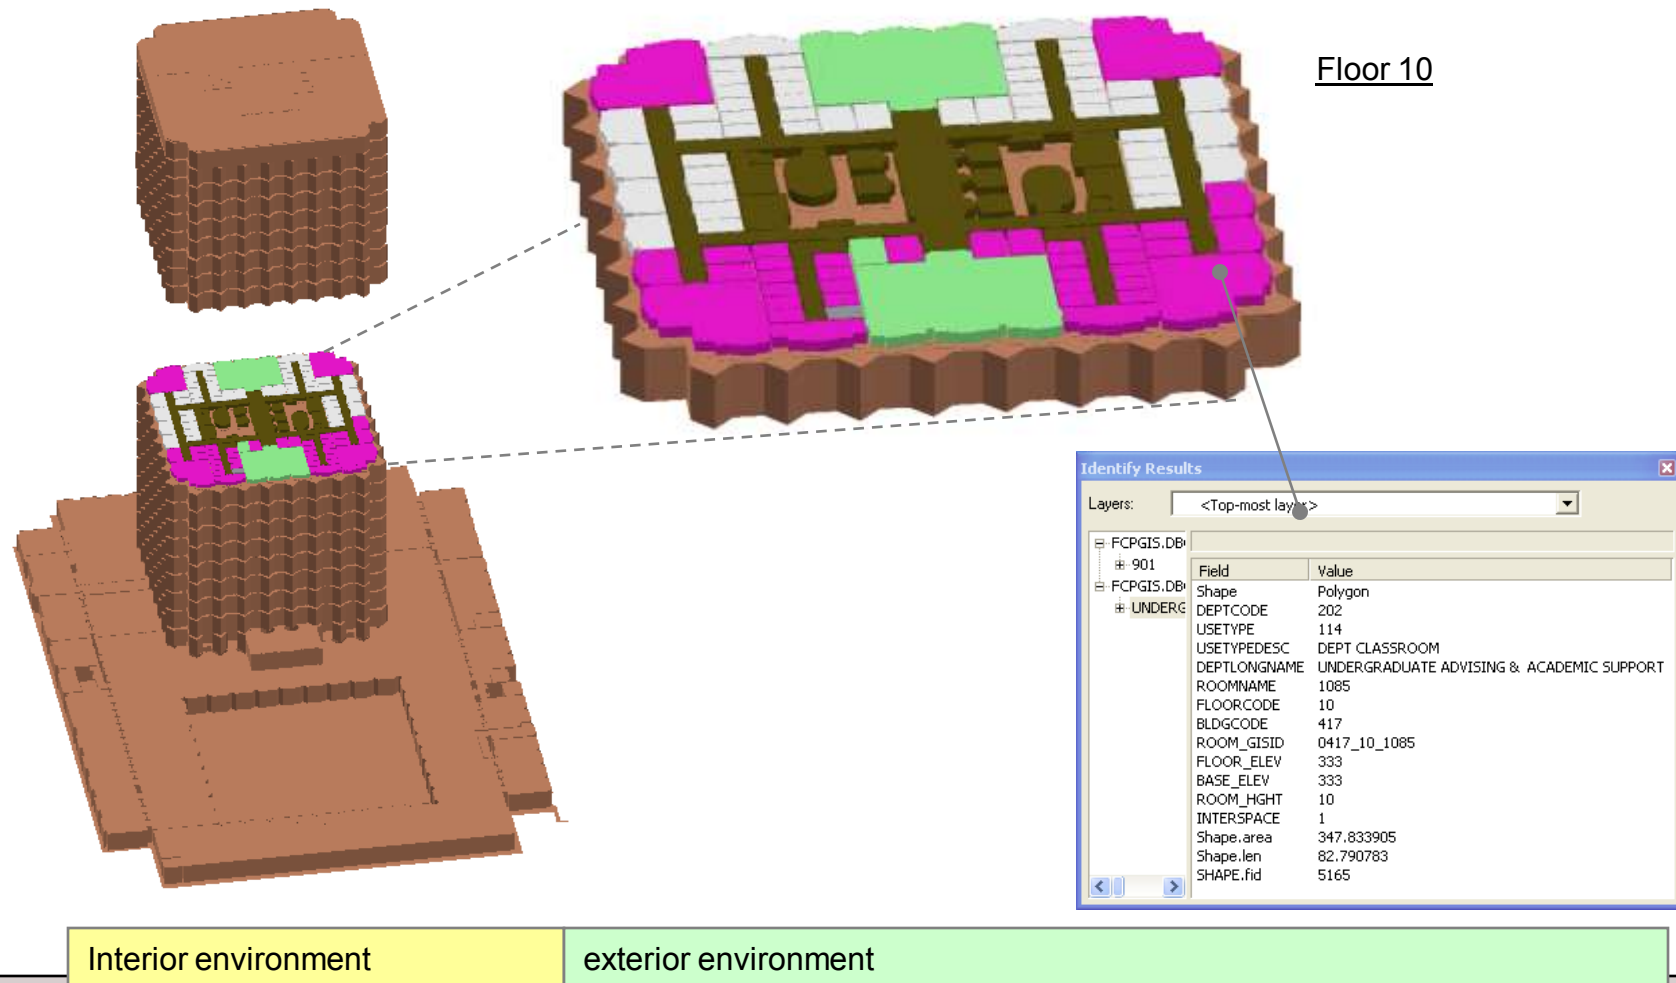 Floor 10
Identify Results
Layers: <Top-most layer>
FCPGIS.DB
901
FCPGIS.DB
UNDERG
Field Value
Shape Polygon
DEPTCODE 202
USETYPE 114
USETYPEDESC DEPT CLASSROOM
DEPTLONGNAME UNDERGRADUATE ADVISING & ACADEMIC SUPPORT
ROOMNAME 1085
FLOORCODE 10
BLDGCODE 417
ROOM_GISID 0417_10_1085
FLOOR_ELEV 333
BASE_ELEV 333
ROOM_HGHT 10
INTERSPACE 1
Shape.area 347.833905
Shape.len 82.790783
SHAPE.fid 5165
Interior environment
exterior environment